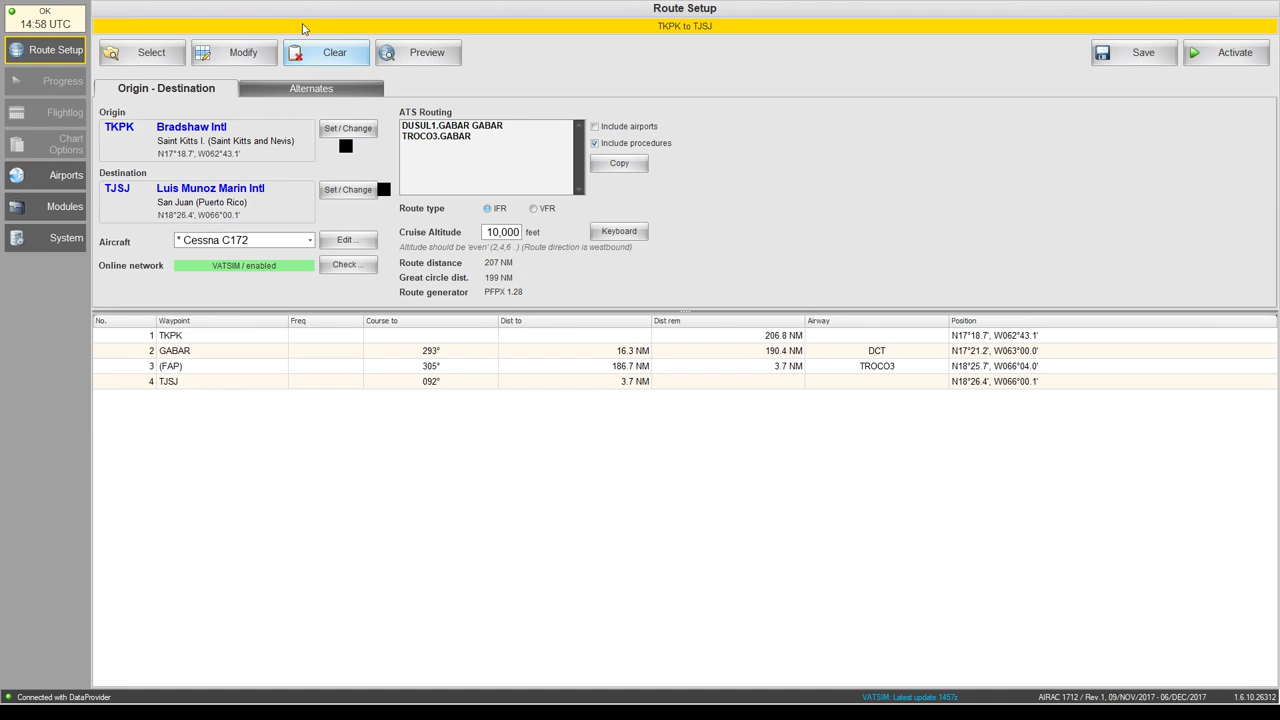 OK
14:58 UTC
Route Setup
Progress
Flightlog
Chart
Options
Airports
Modules
System
Route Setup
TKPK to TJSJ
Select Modify Clear Preview Save Activate
Origin - Destination Alternates
Origin
TKPK Bradshaw Intl
Saint Kitts I. (Saint Kitts and Nevis)
N17°18.7', W062°43.1'
Set / Change
Destination
TJSJ Luis Munoz Marin Intl
San Juan (Puerto Rico)
N18°26.4', W066°00.1'
Set / Change
Aircraft * Cessna C172 Edit ...
Online network VATSIM / enabled Check ...
ATS Routing
DUSUL1.GABAR GABAR
TROCO3.GABAR
Include airports
Include procedures
Copy
Route type IFR VFR
Cruise Altitude 10,000 feet Keyboard
Altitude should be 'even' (2,4,6 ..) (Route direction is westbound)
Route distance 207 NM
Great circle dist. 199 NM
Route generator PFPX 1.28
No. Waypoint Freq Course to Dist to Dist rem Airway Position
1 TKPK 206.8 NM N17°18.7', W062°43.1'
2 GABAR 293° 16.3 NM 190.4 NM DCT N17°21.2', W063°00.0'
3 (FAP) 305° 186.7 NM 3.7 NM TROCO3 N18°25.7', W066°04.0'
4 TJSJ 092° 3.7 NM N18°26.4', W066°00.1'
Connected with DataProvider VATSIM: Latest update 1457z AIRAC 1712 / Rev.1, 09/NOV/2017 - 06/DEC/2017 1.6.10.26312